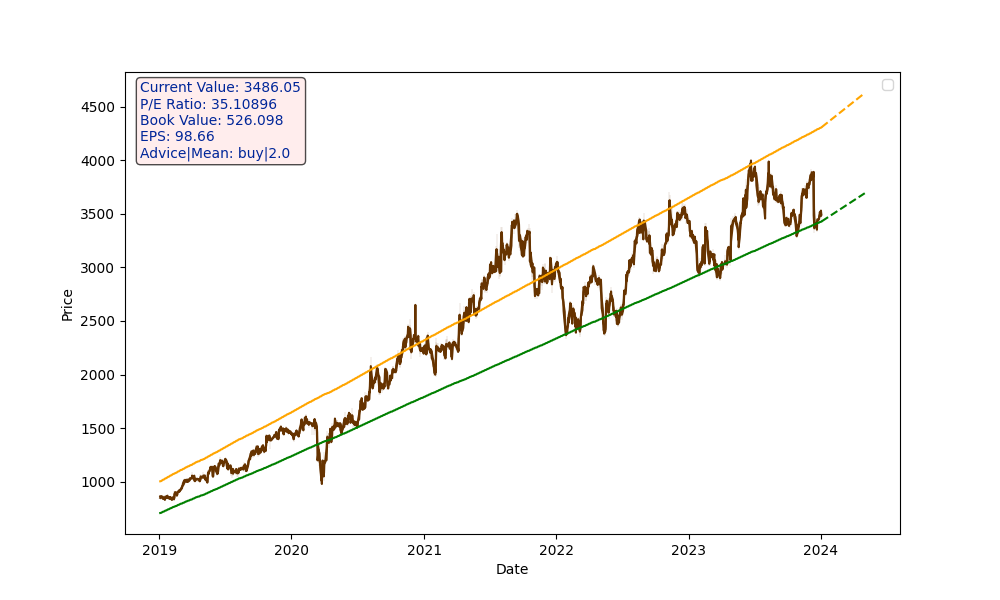 Current Value: 3486.05
P/E Ratio: 35.10896
Book Value: 526.098
EPS: 98.66
Advice|Mean: buy|2.0
4500
4000
3500
3000
2500
2000
1500
1000
Price
2019 2020 2021 2022 2023 2024
Date